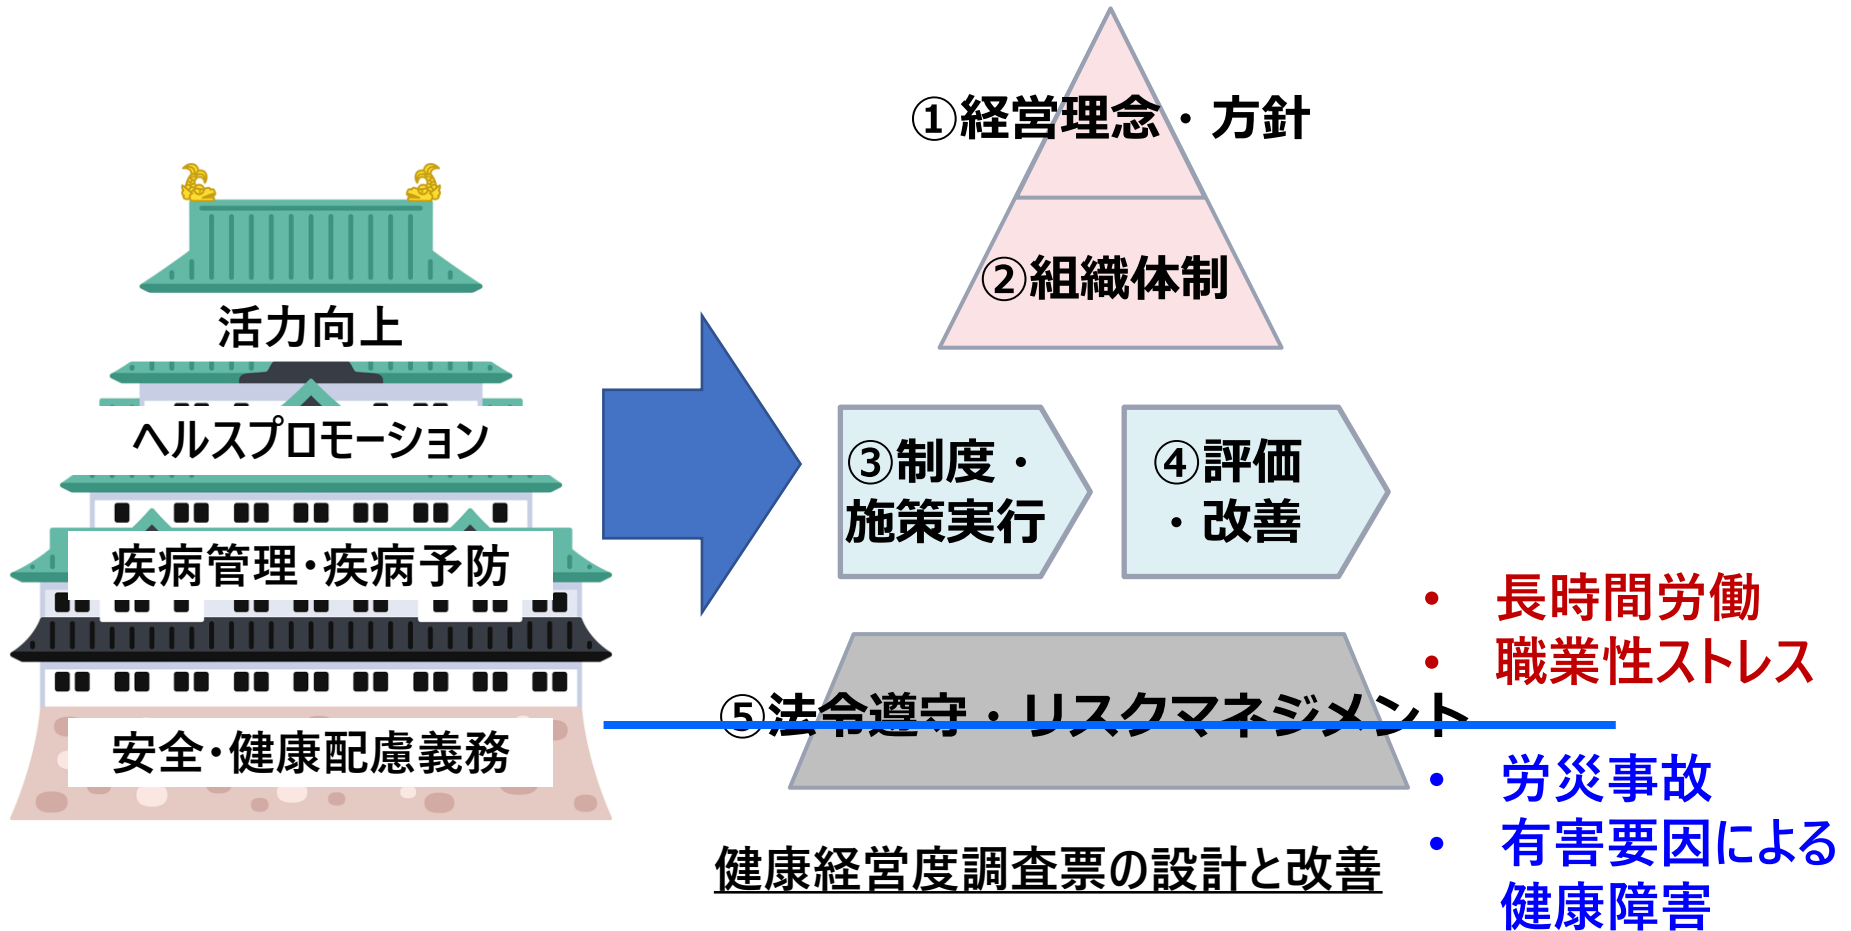 活力向上
ヘルスプロモーション
疾病管理・疾病予防
安全・健康配慮義務
①経営理念・方針
②組織体制
③制度・
施策実行
④評価
・改善
⑤法令遵守・リスクマネジメント
• 長時間労働
• 職業性ストレス
• 労災事故
• 有害要因による
健康障害
健康経営度調査票の設計と改善